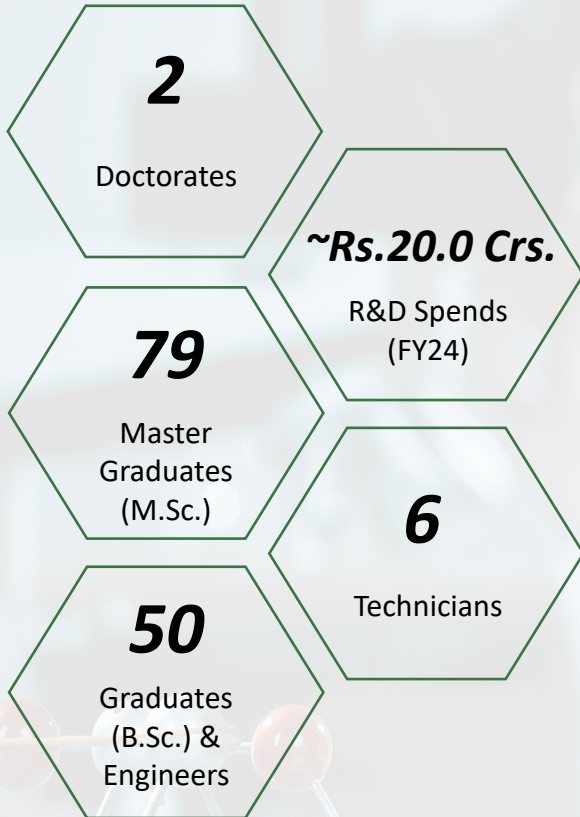 2
Doctorates
~Rs.20.0 Crs.
R&D Spends
(FY24)
79
Master
Graduates
(M.Sc.)
6
Technicians
50
Graduates
(B.Sc.) &
Engineers